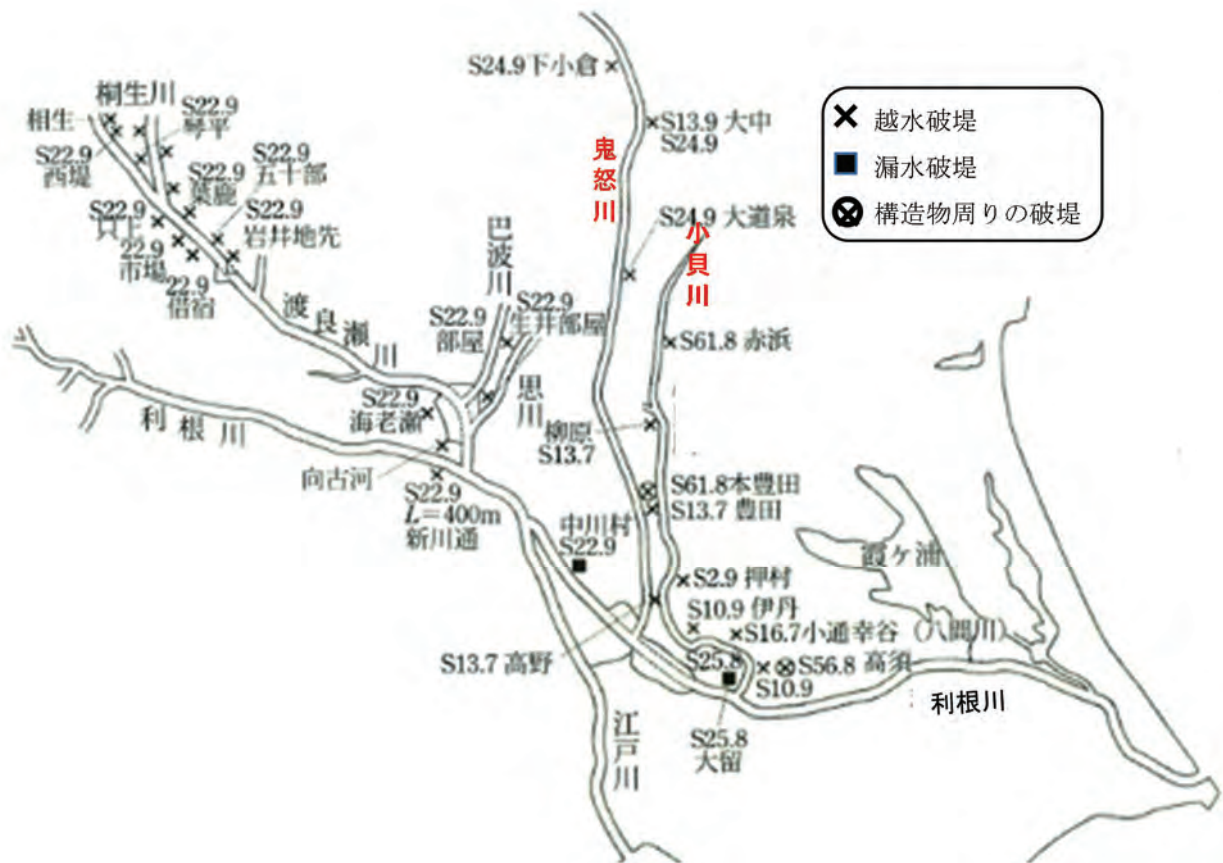 S24.9下小倉
桐生川
相生
S22.9
琴平
S13.9 大中
S24.9
越水破堤
漏水破堤
構造物周りの破堤
鬼怒川
S22.9
西堤
S22.9
葉鹿
S22.9
五十部
S22.9
只上
S22.9
岩井地先
S24.9 大道泉
小貝川
22.9
市場
22.9
借宿
巴波川
渡良瀬川
S22.9
部屋
S22.9
生井部屋
S61.8 赤浜
思川
S22.9
海老瀬
利根川
柳原
S13.7
向古河
S22.9
L=400m
新川通
S61.8本豊田
S13.7 豊田
中川村
S22.9
霞ヶ浦
S2.9 押村
S10.9 伊丹
S16.7小通幸谷(八間川)
S13.7 高野
S25.8
S56.8 高須
S10.9
利根川
江戸川
S25.8
大留